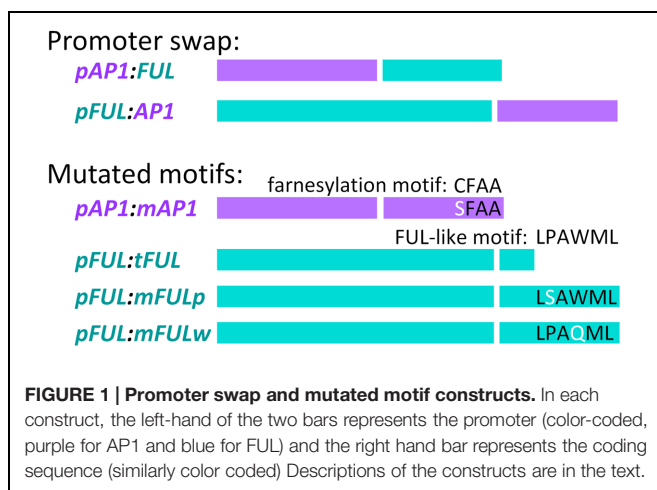 Promoter swap:
pAP1:FUL
pFUL:AP1
Mutated motifs:
farnesylation motif: CFAA
pAP1:mAP1 SFAA
FUL-like motif: LPAWML
pFUL:tFUL
pFUL:mFULp LSAWML
pFUL:mFULw LPAQML
FIGURE 1 | Promoter swap and mutated motif constructs. In each
construct, the left-hand of the two bars represents the promoter (color-coded,
purple for AP1 and blue for FUL) and the right hand bar represents the coding
sequence (similarly color coded) Descriptions of the constructs are in the text.